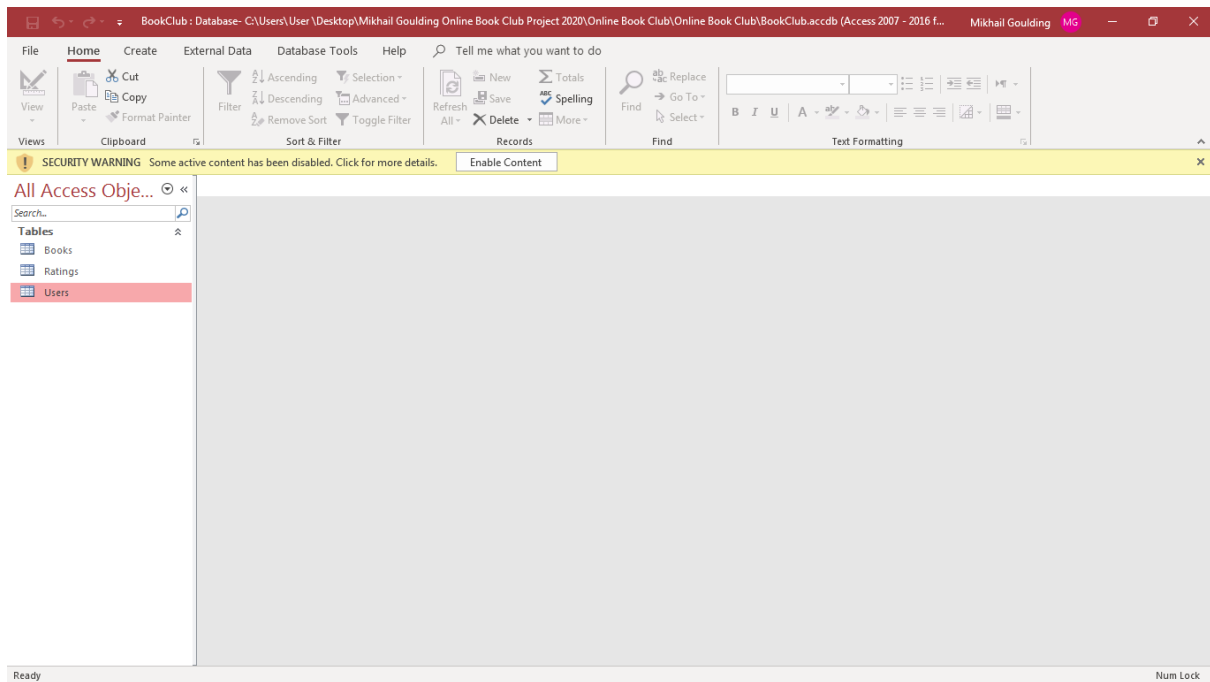 BookClub : Database- C:\Users\User\Desktop\Mikhail Goulding Online Book Club Project 2020\Online Book Club\Online Book Club\BookClub.accdb (Access 2007 - 2016 f... Mikhail Goulding MG
File Home Create External Data Database Tools Help Tell me what you want to do
View
Views
Paste
Cut
Copy
Format Painter
Clipboard
Filter
Ascending
Descending
Remove Sort
Selection
Advanced
Toggle Filter
Sort & Filter
Refresh
All
New
Save
Delete
Totals
Spelling
More
Records
Find
Replace
Go To
Select
Find
B I U A
Text Formatting
SECURITY WARNING Some active content has been disabled. Click for more details. Enable Content
All Access Obje...
Search...
Tables
Books
Ratings
Users
Ready Num Lock